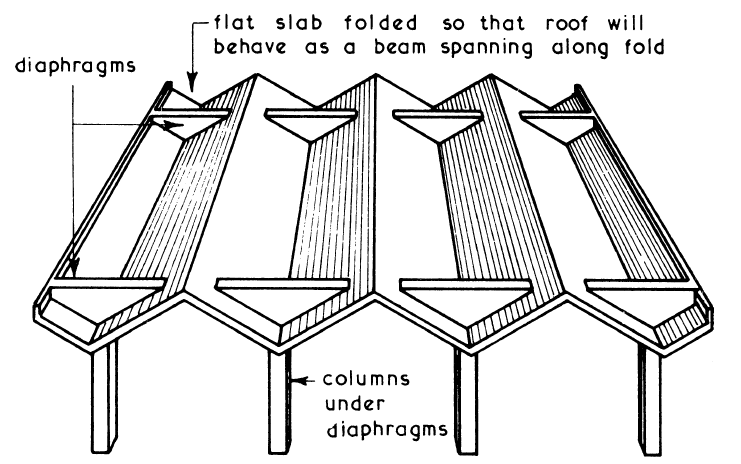 flat slab folded so that roof will
behave as a beam spanning along fold
diaphragms
columns
under
diaphragms